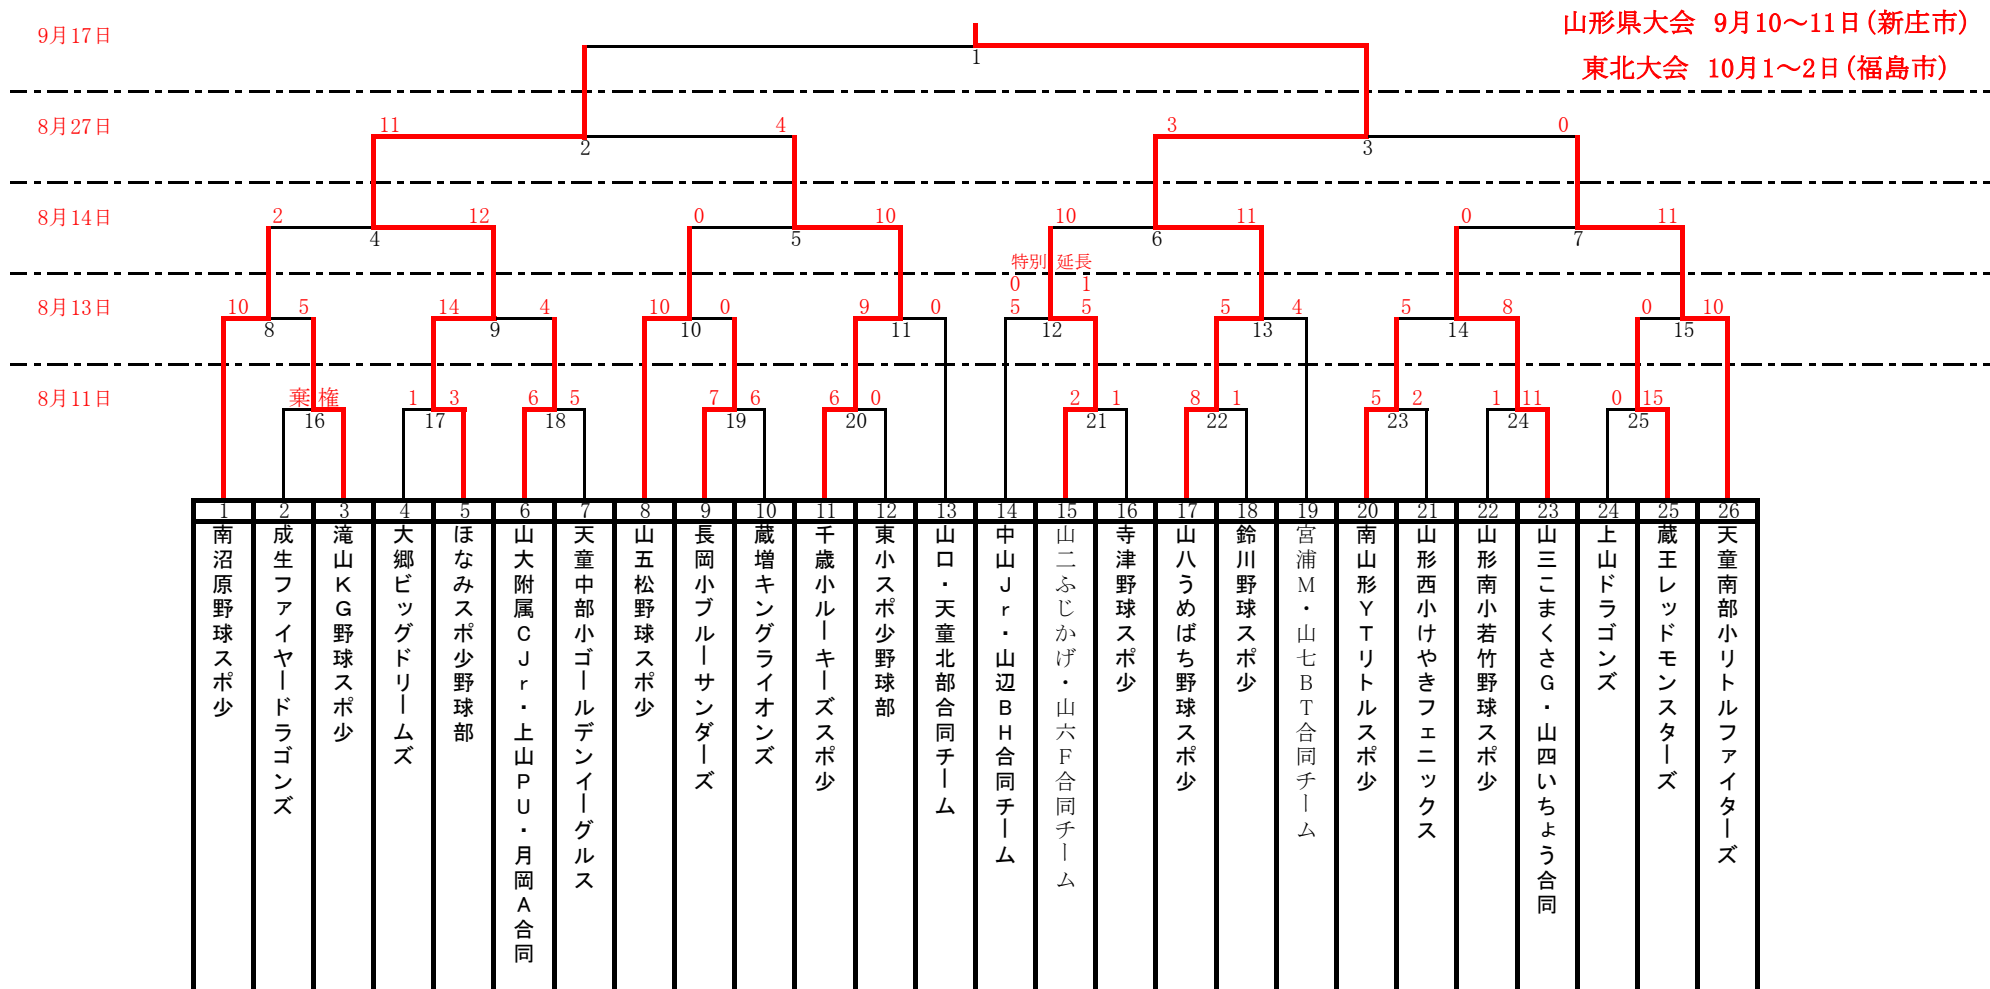 山形県大会 9月10～11日(新庄市)
9月17日
1
東北大会 10月1～2日(福島市)
8月27日
11 4 3 0
2 3
8月14日
2 12 0 10 10 11 0 11
4 5 6 7
特別 延長
0 1
8月13日
10 5 14 4 10 0 9 0 5 5 5 4 5 8 0 10
8 9 10 11 12 13 14 15
8月11日
棄権 1 3 6 5 7 6 6 0 2 1 8 1 5 2 1 11 0 15
16 17 18 19 20 21 22 23 24 25
1 2 3 4 5 6 7 8 9 10 11 12 13 14 15 16 17 18 19 20 21 22 23 24 25 26
南沼原野球スポ少
成生ファイヤードラゴンズ
滝山KG野球スポ少
大郷ビッグドリームズ
ほなみスポ少野球部
山大附属CJr・上山PU・月岡A合同
天童中部小ゴールデンイーグルス
山五松野球スポ少
長岡小ブルーサンダーズ
蔵増キングライオンズ
千歳小ルーキーズスポ少
東小スポ少野球部
山口・天童北部合同チーム
中山Jr・山辺BH合同チーム
山二ふじかげ・山六F合同チーム
寺津野球スポ少
山八うめばち野球スポ少
鈴川野球スポ少
宮浦M・山七BT合同チーム
南山形YTリトルスポ少
山形西小けやきフェニックス
山形南小若竹野球スポ少
山三こまくさG・山四いちょう合同
上山ドラゴンズ
蔵王レッドモンスターズ
天童南部小リトルファイターズ